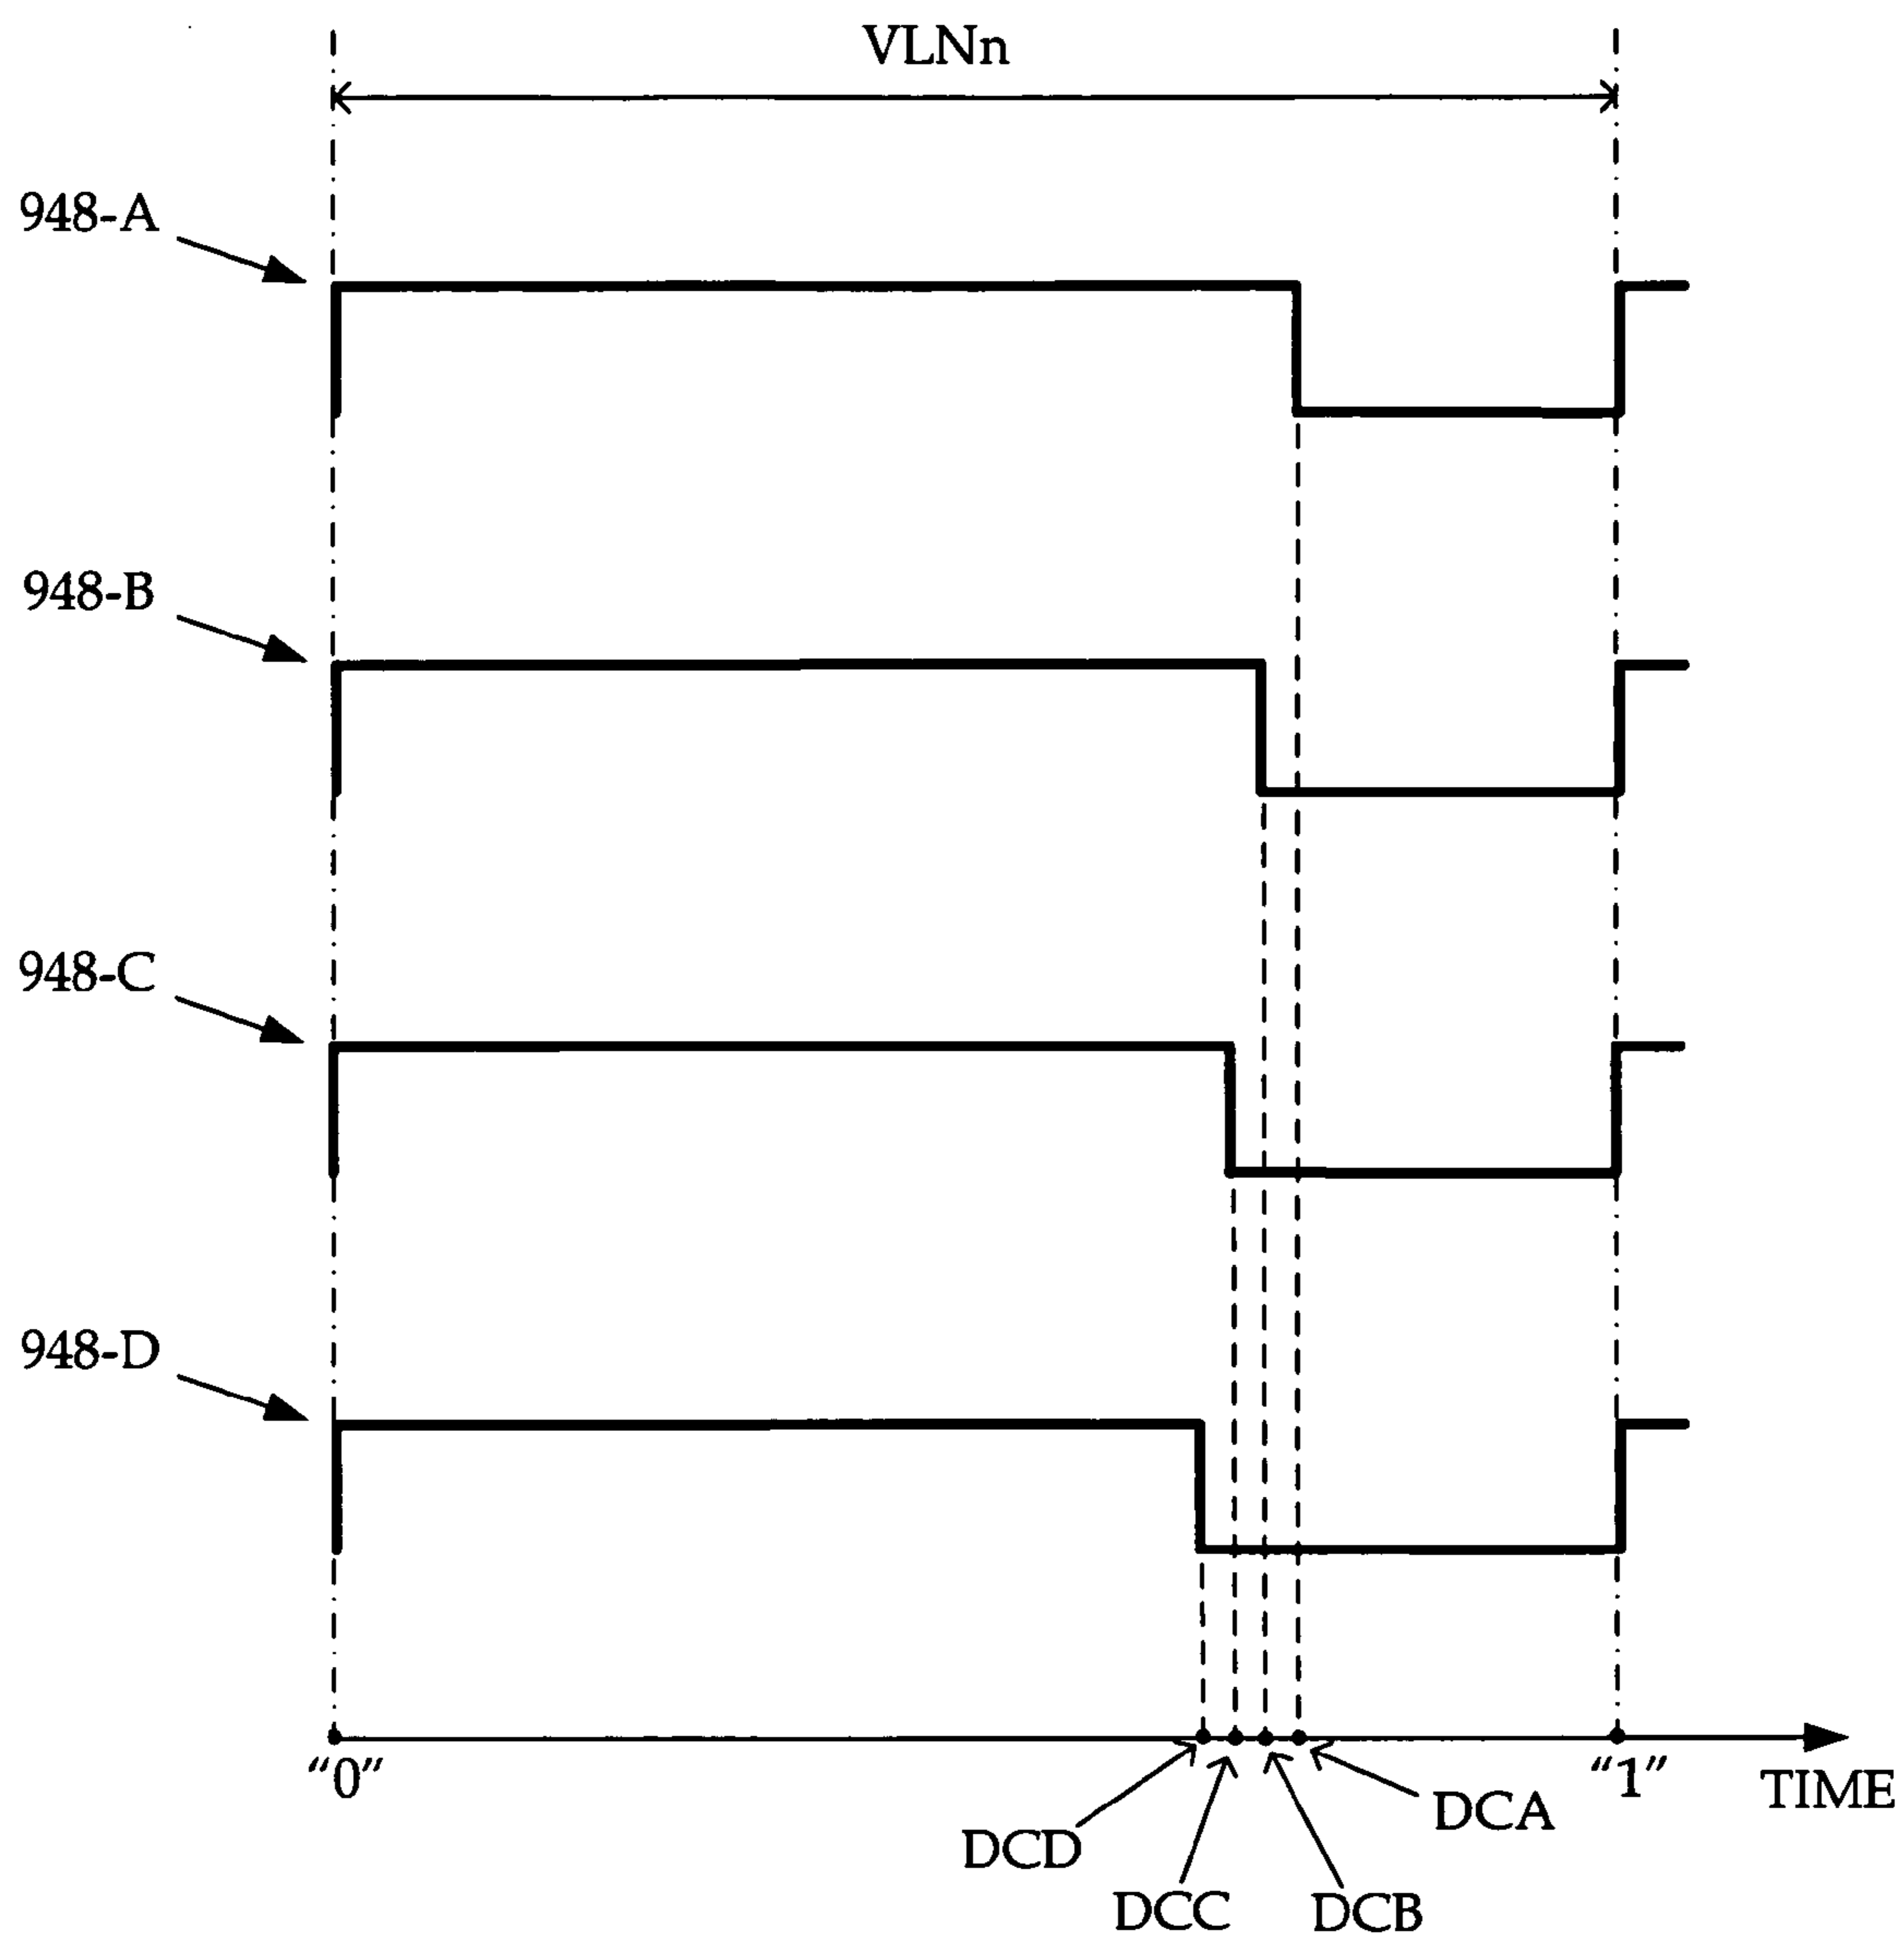 VLNn
948-A
948-B
948-C
948-D
“0”
“1”
TIME
DCA
DCD
DCC
DCB